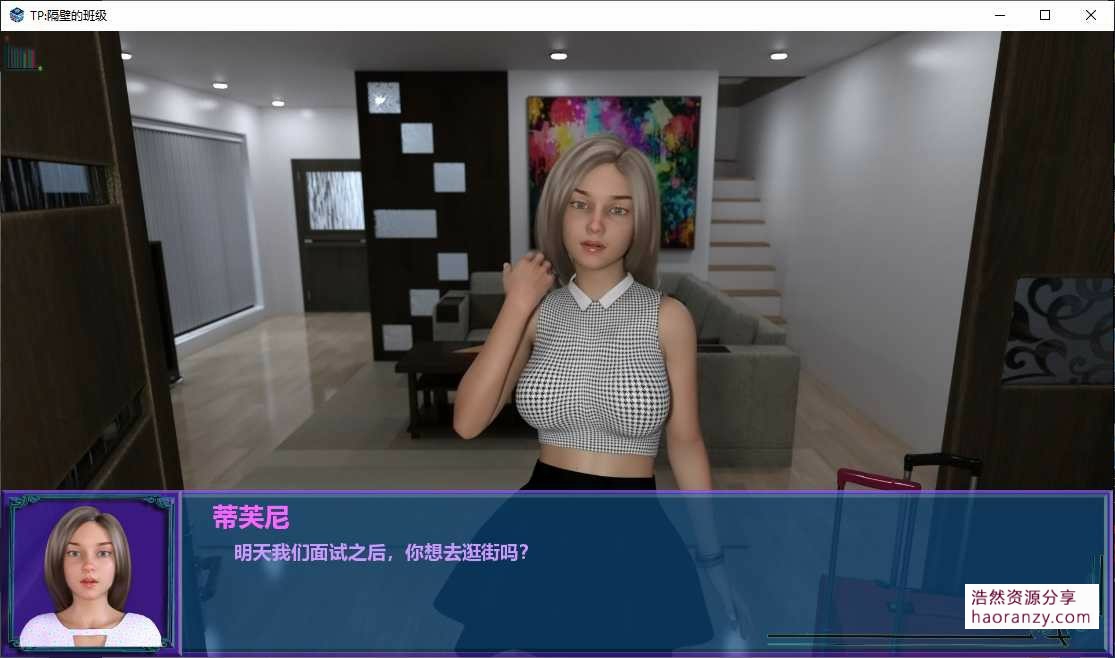 TP:隔壁的班级
蒂芙尼
明天我们面试之后，你想去逛街吗?
浩然资源分享
haoranzy.com